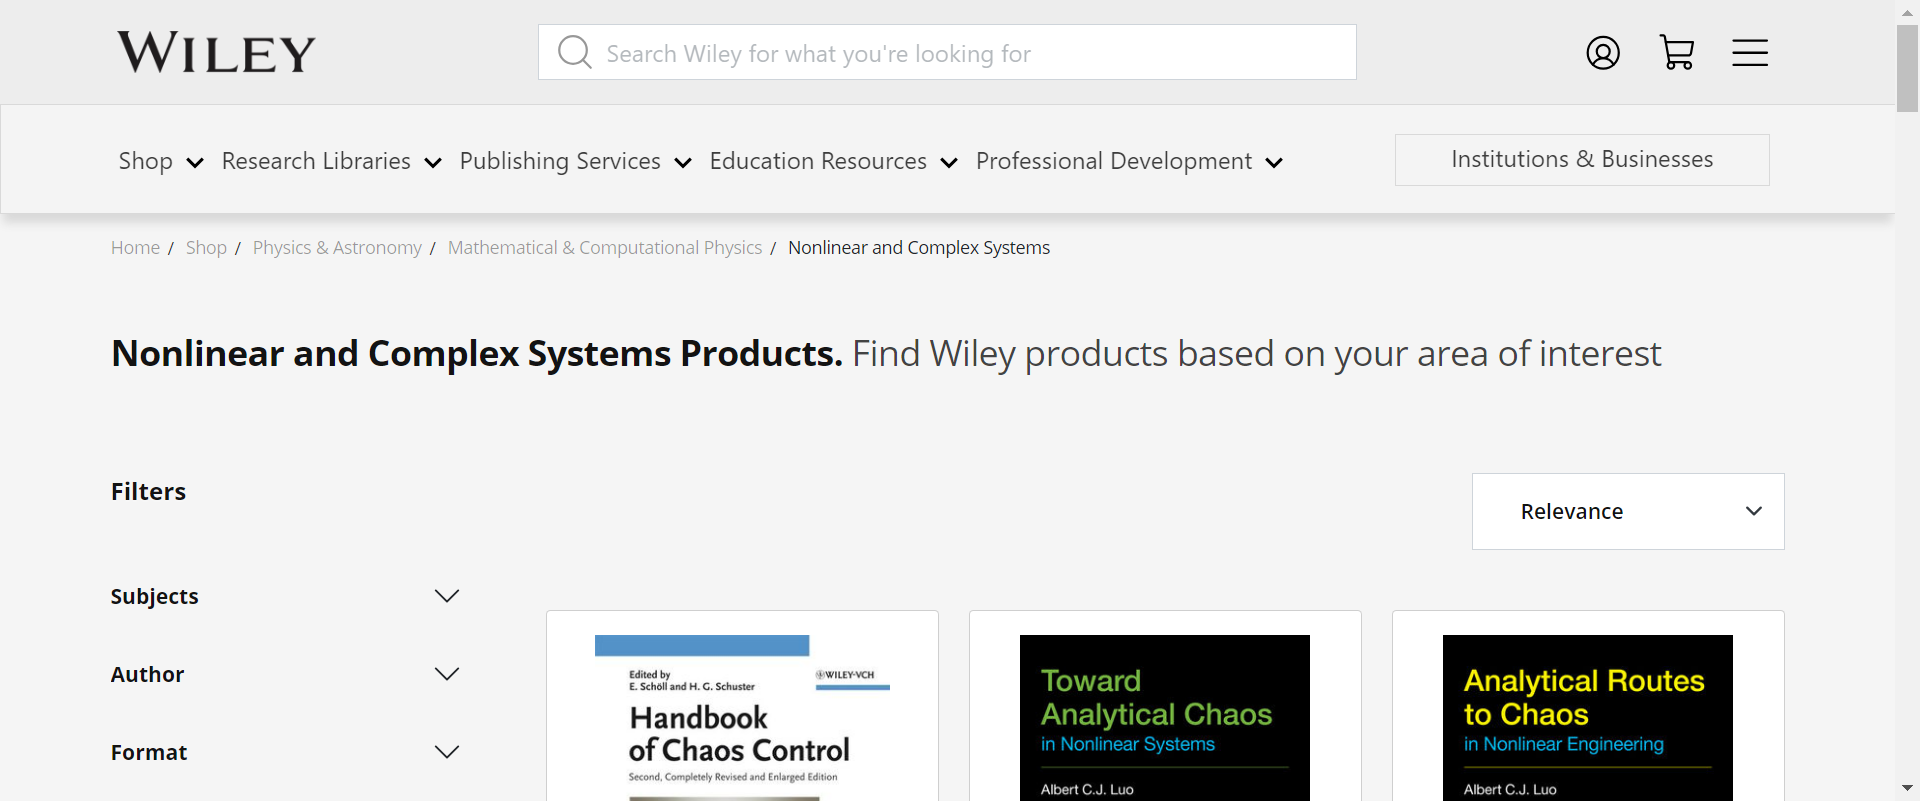 WILEY
Search Wiley for what you're looking for
Shop Research Libraries Publishing Services Education Resources Professional Development Institutions & Businesses
Home / Shop / Physics & Astronomy / Mathematical & Computational Physics / Nonlinear and Complex Systems
Nonlinear and Complex Systems Products. Find Wiley products based on your area of interest
Filters
Relevance
Subjects
Author
Format
Edited by
E. Schöll and H. G. Schuster
WILEY-VCH
Handbook
of Chaos Control
Second, Completely Revised and Enlarged Edition
Toward
Analytical Chaos
in Nonlinear Systems
Albert C.J. Luo
Analytical Routes
to Chaos
in Nonlinear Engineering
Albert C.J. Luo